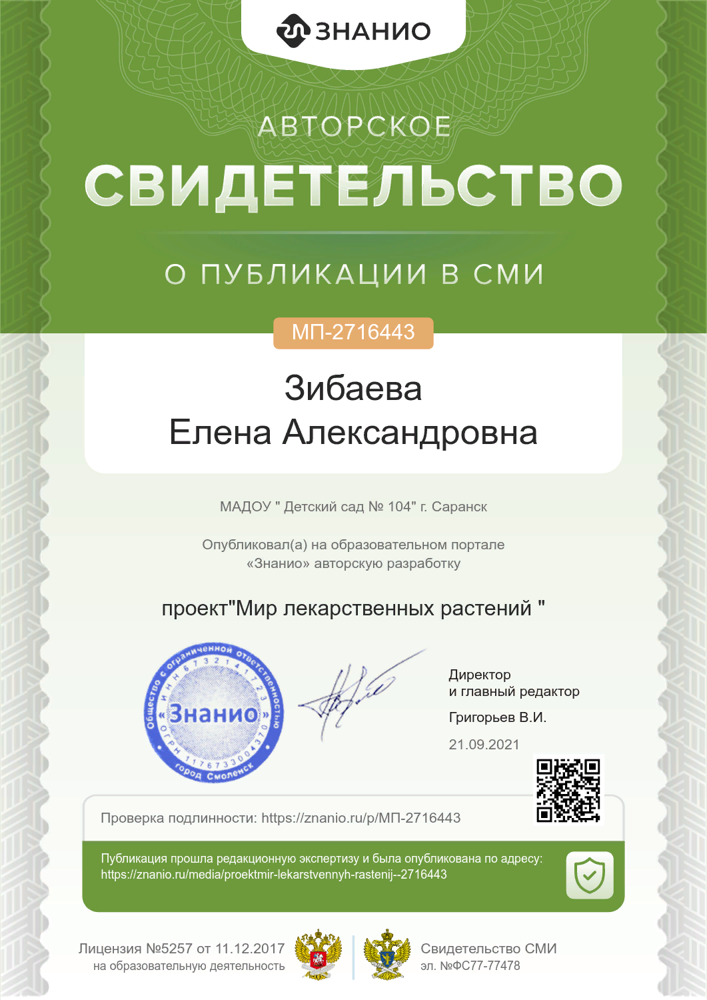 ЗНАНИО
АВТОРСКОЕ
СВИДЕТЕЛЬСТВО
О ПУБЛИКАЦИИ В СМИ
МП-2716443
Зибаева
Елена Александровна
МАДОУ " Детский сад № 104" г. Саранск
Опубликовал(а) на образовательном портале
«Знанио» авторскую разработку
проект"Мир лекарственных растений "
Общество с ограниченной ответственностью
ИНН 6732141723
« Знанио »
ОГРН 1176733004370
город Смоленск
Директор
и главный редактор
Григорьев В.И.
21.09.2021
Проверка подлинности: https://znanio.ru/p/МП-2716443
Публикация прошла редакционную экспертизу и была опубликована по адресу:
https://znanio.ru/media/proektmir-lekarstvennyh-rastenij--2716443
Лицензия №5257 от 11.12.2017
на образовательную деятельность
Свидетельство СМИ
эл. №ФС77-77478